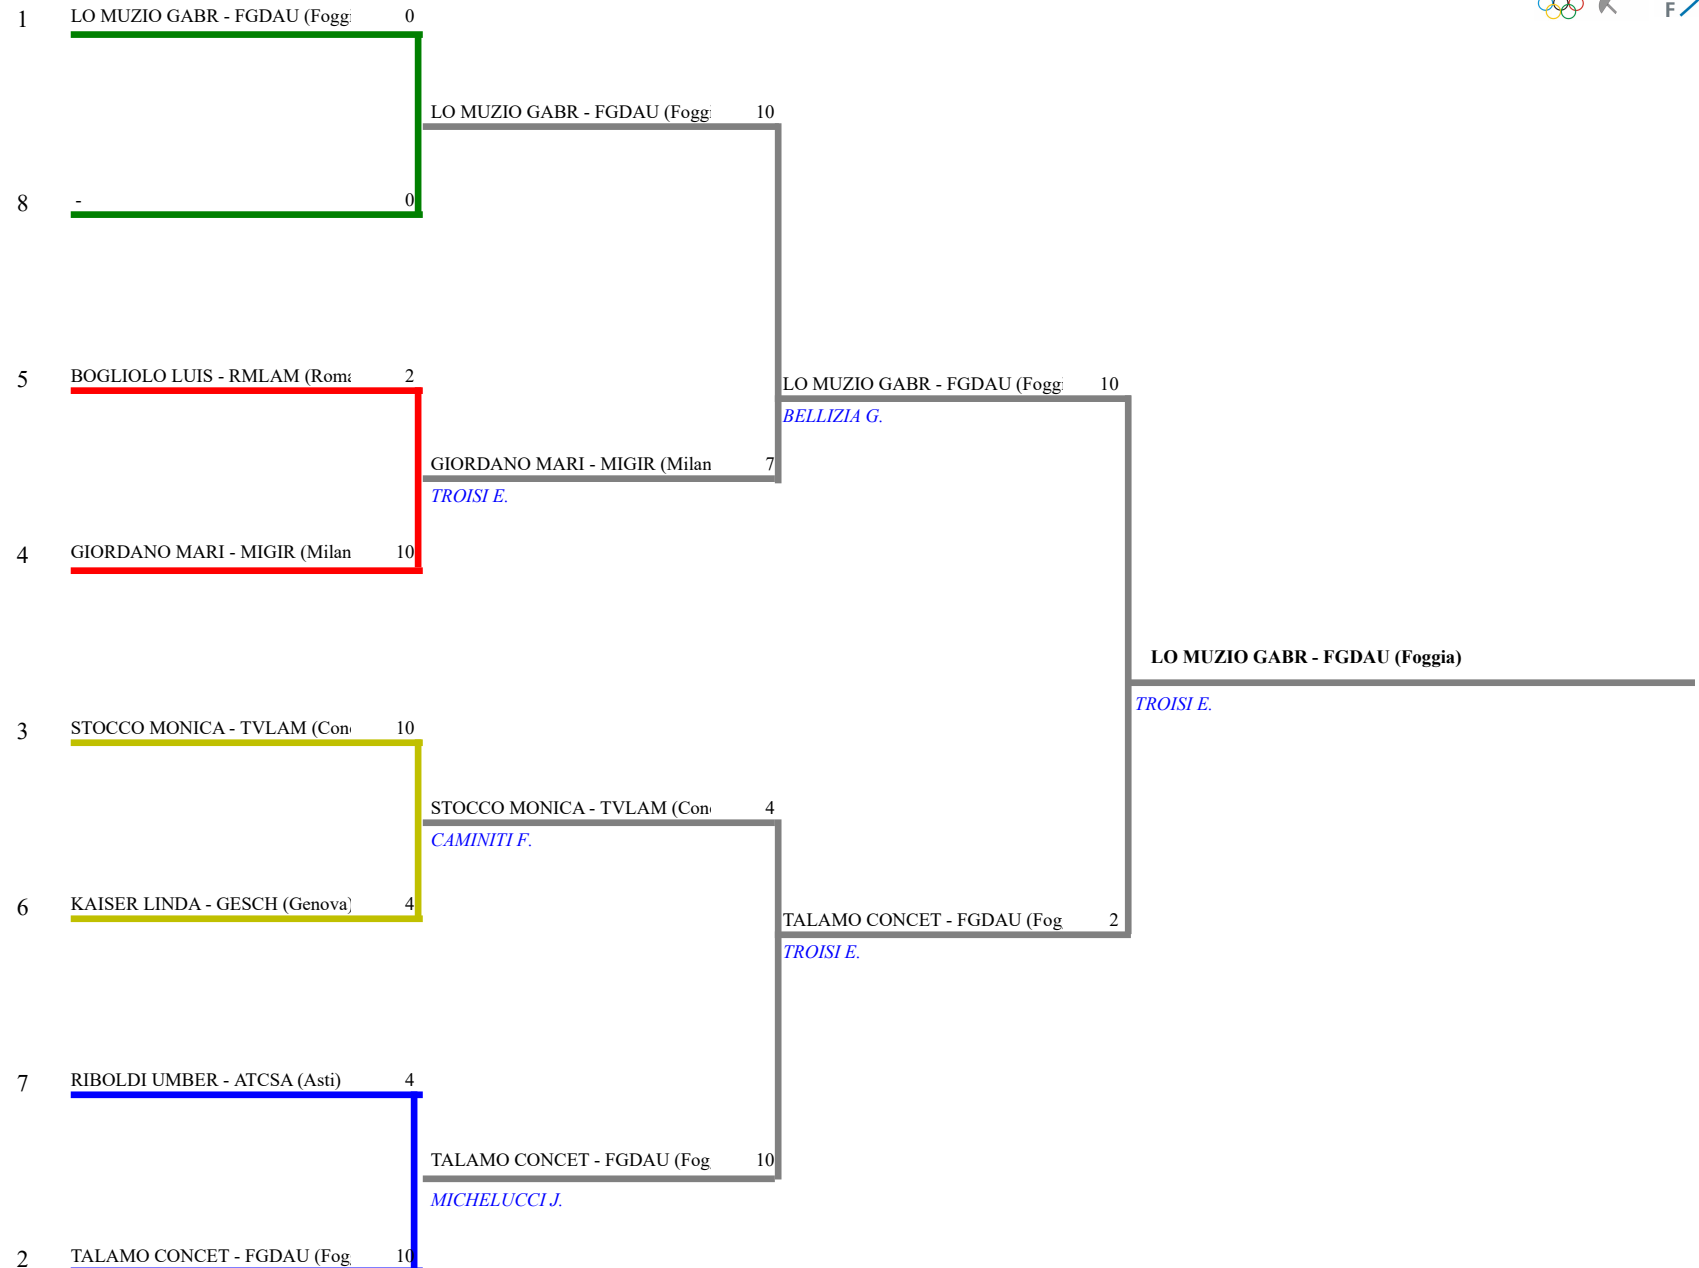 1 LO MUZIO GABR - FGDAU (Foggi 0
F
LO MUZIO GABR - FGDAU (Foggi 10
8 - 0
5 BOGLIOLO LUIS - RMLAM (Roma 2
LO MUZIO GABR - FGDAU (Foggi 10
BELLIZIA G.
GIORDANO MARI - MIGIR (Milan 7
TROISI E.
4 GIORDANO MARI - MIGIR (Milan 10
LO MUZIO GABR - FGDAU (Foggia)
TROISI E.
3 STOCCO MONICA - TVLAM (Con 10
STOCCO MONICA - TVLAM (Con 4
CAMINITI F.
6 KAISER LINDA - GESCH (Genova) 4
TALAMO CONCET - FGDAU (Fog 2
TROISI E.
7 RIBOLDI UMBER - ATCSA (Asti) 4
TALAMO CONCET - FGDAU (Fog 10
MICHELUCCI J.
2 TALAMO CONCET - FGDAU (Fog 10